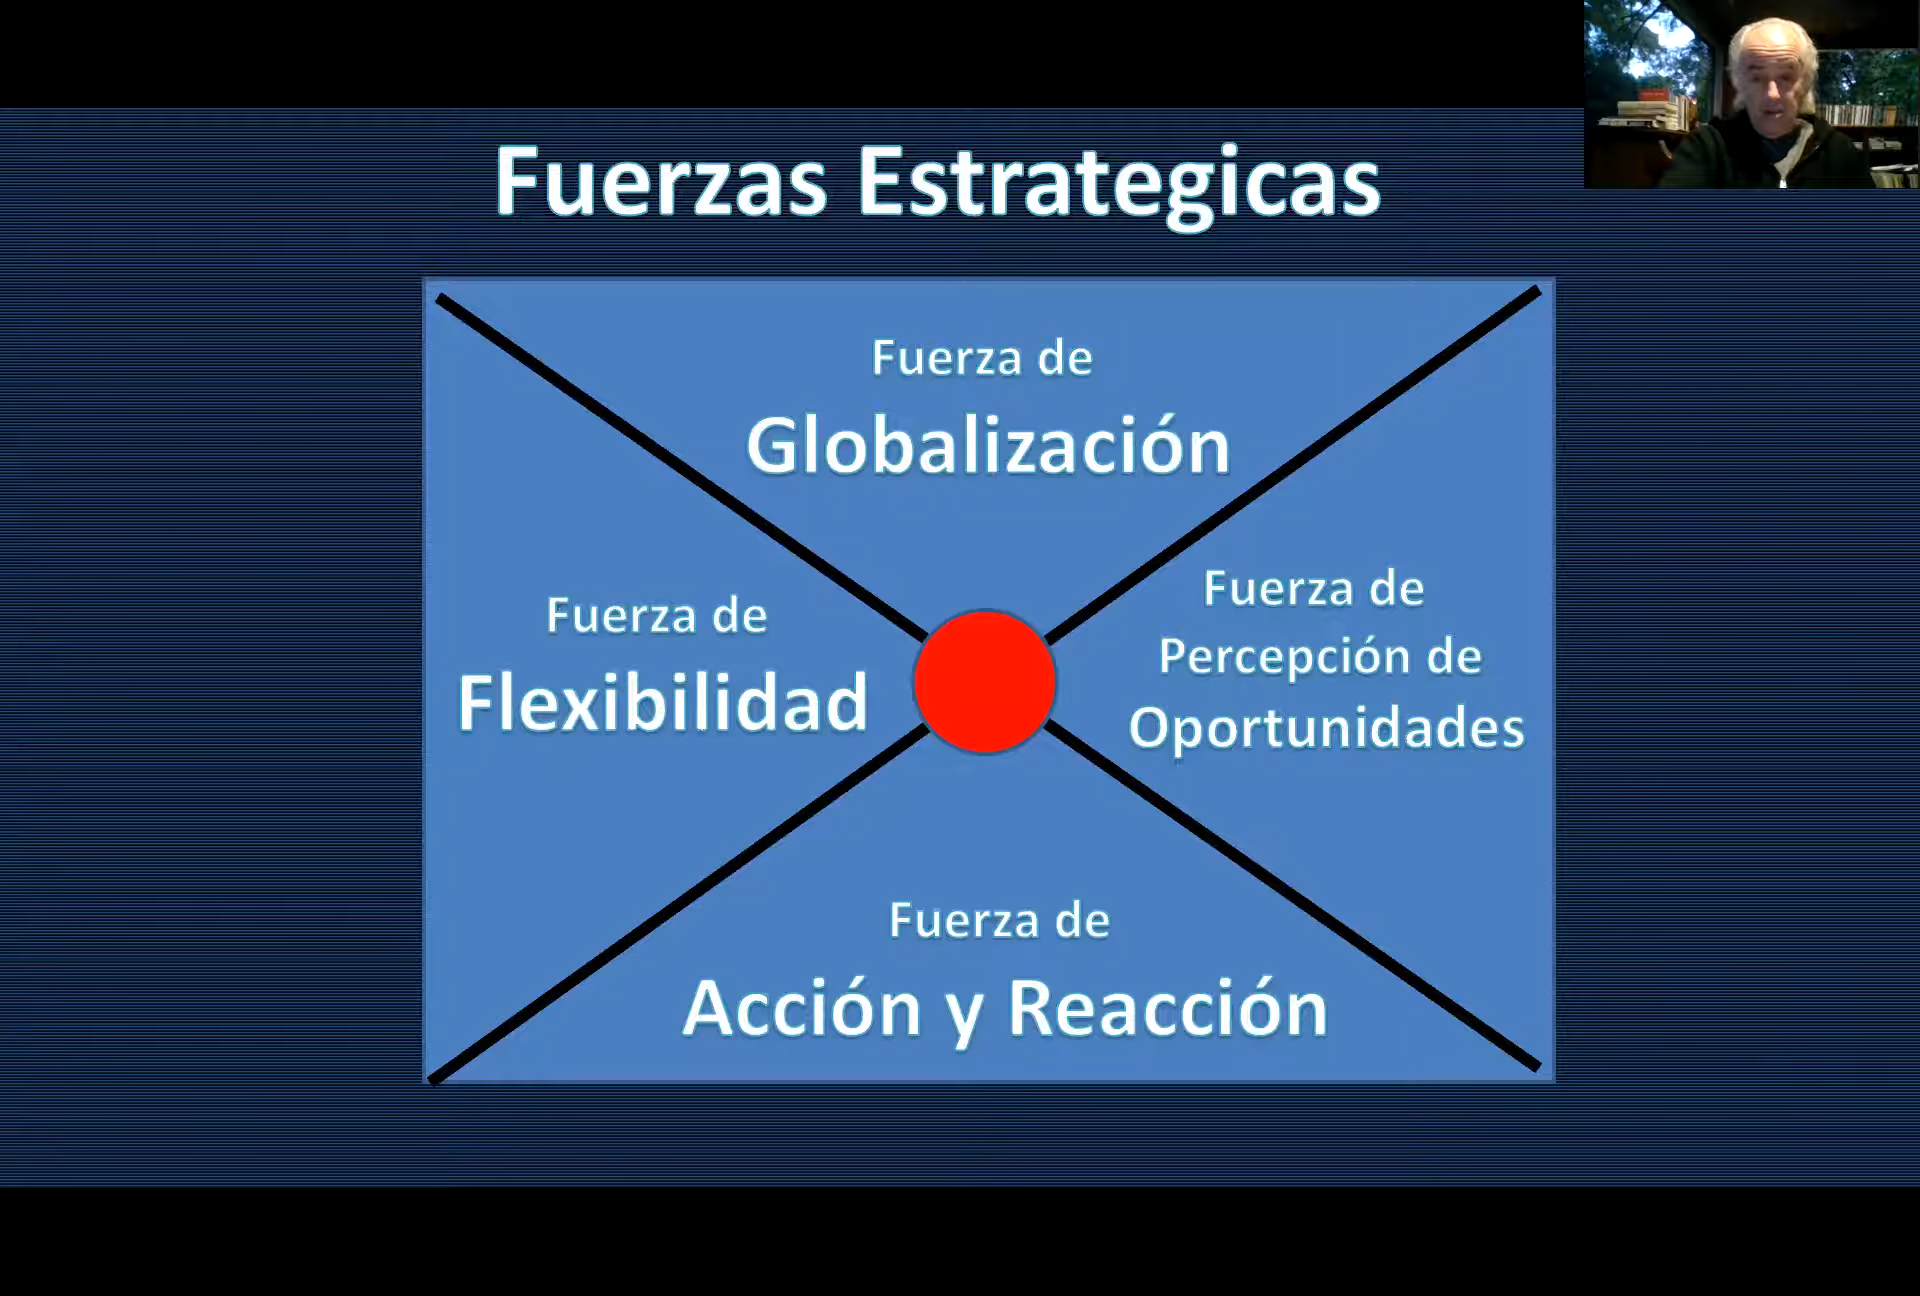 Fuerzas Estrategicas
Fuerza de
Globalización
Fuerza de
Flexibilidad
Fuerza de
Percepción de
Oportunidades
Fuerza de
Acción y Reacción